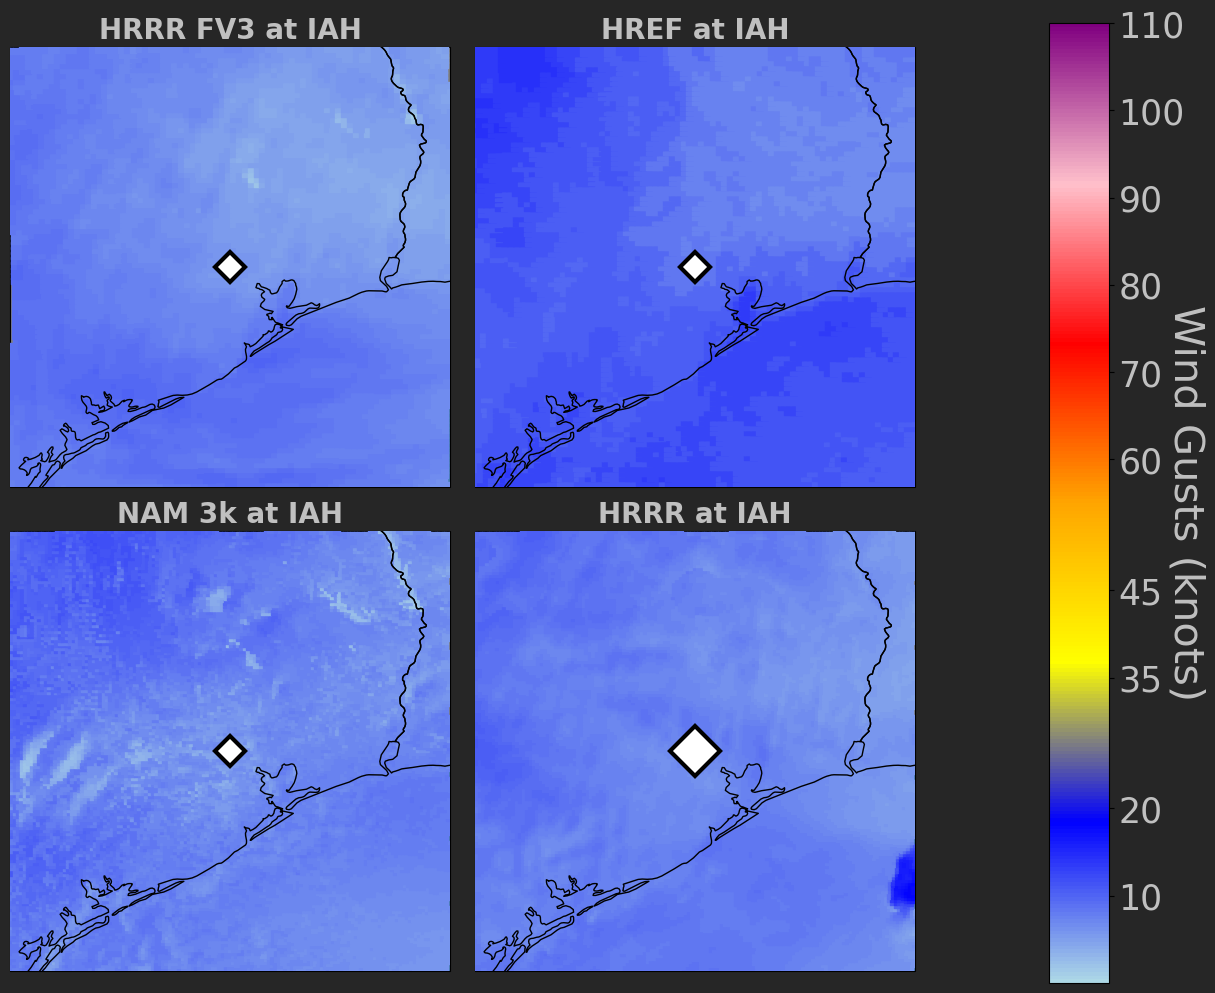 HRRR FV3 at IAH
HREF at IAH
NAM 3k at IAH
HRRR at IAH
110
100
90
80
70
60
45
35
20
10
Wind Gusts (knots)